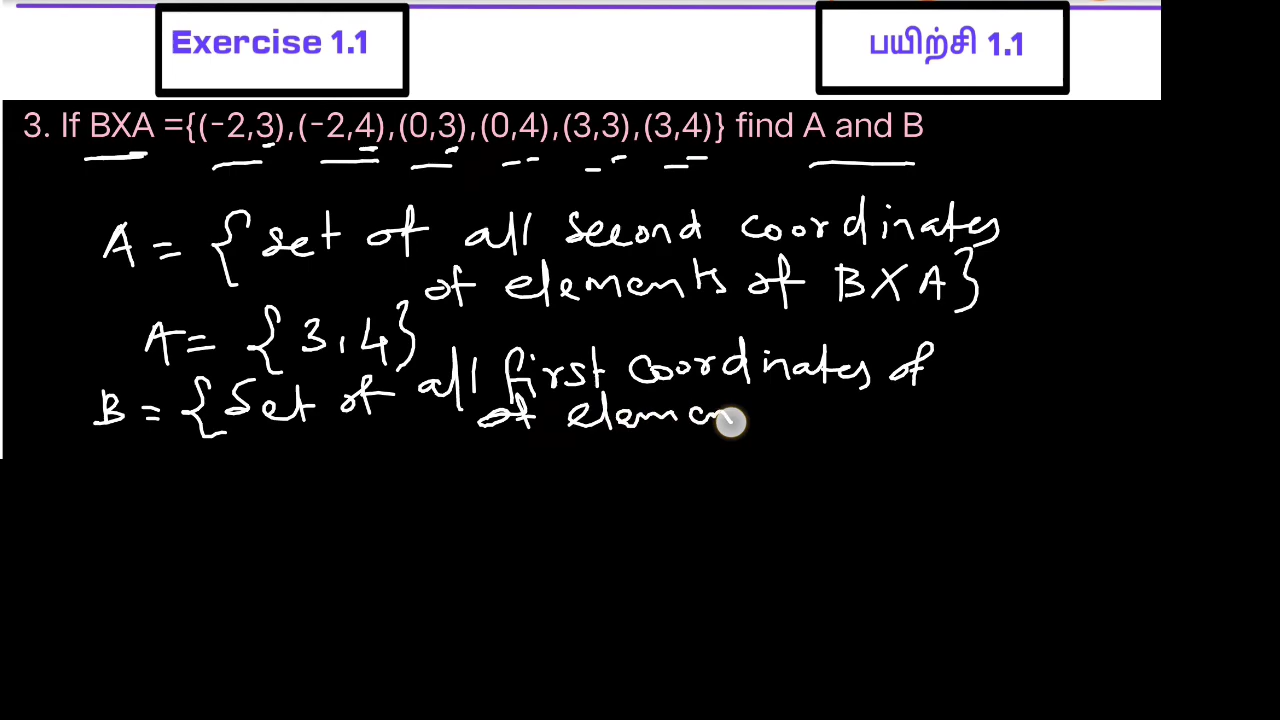 Exercise 1.1
பயிற்சி 1.1
3. If BXA ={(-2,3),(-2,4),(0,3),(0,4),(3,3),(3,4)} find A and B
A = {set of all second coordinates
of elements of B X A}
A = {3,4}
B = {Set of all first coordinates of
of elemen